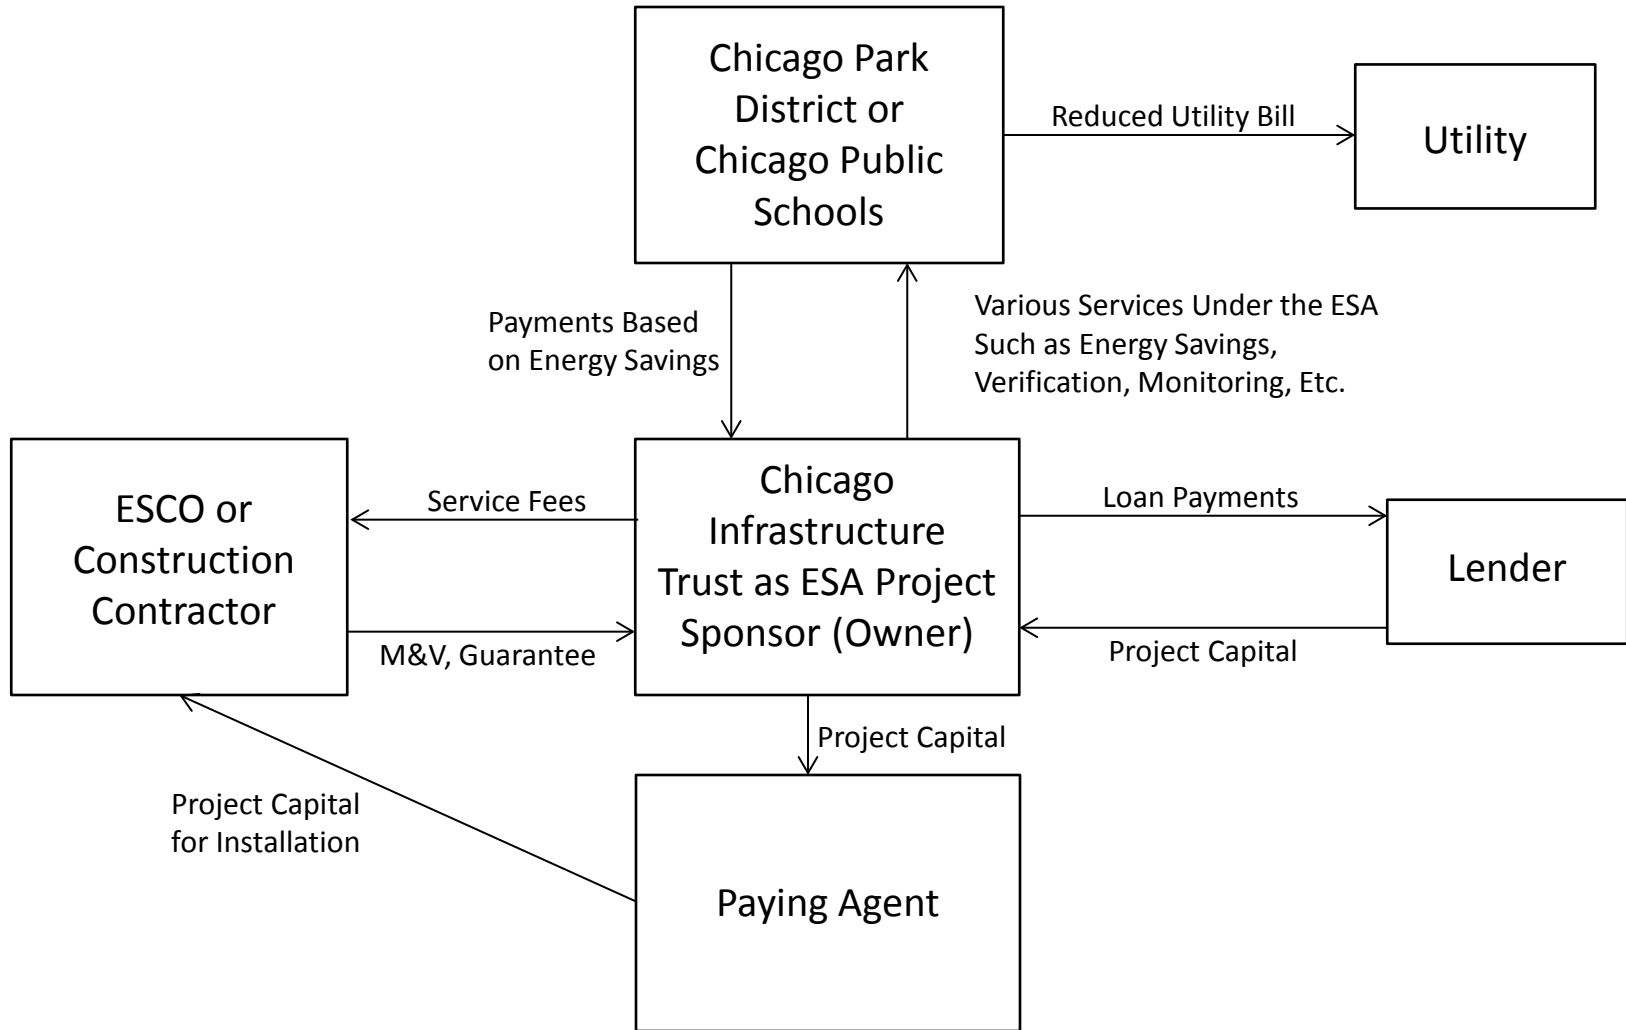 Chicago Park
District or
Chicago Public
Schools
Reduced Utility Bill
Utility
Payments Based
on Energy Savings
Various Services Under the ESA
Such as Energy Savings,
Verification, Monitoring, Etc.
ESCO or
Construction
Contractor
Service Fees
M&V, Guarantee
Chicago
Infrastructure
Trust as ESA Project
Sponsor (Owner)
Loan Payments
Project Capital
Lender
Project Capital
Project Capital
for Installation
Paying Agent